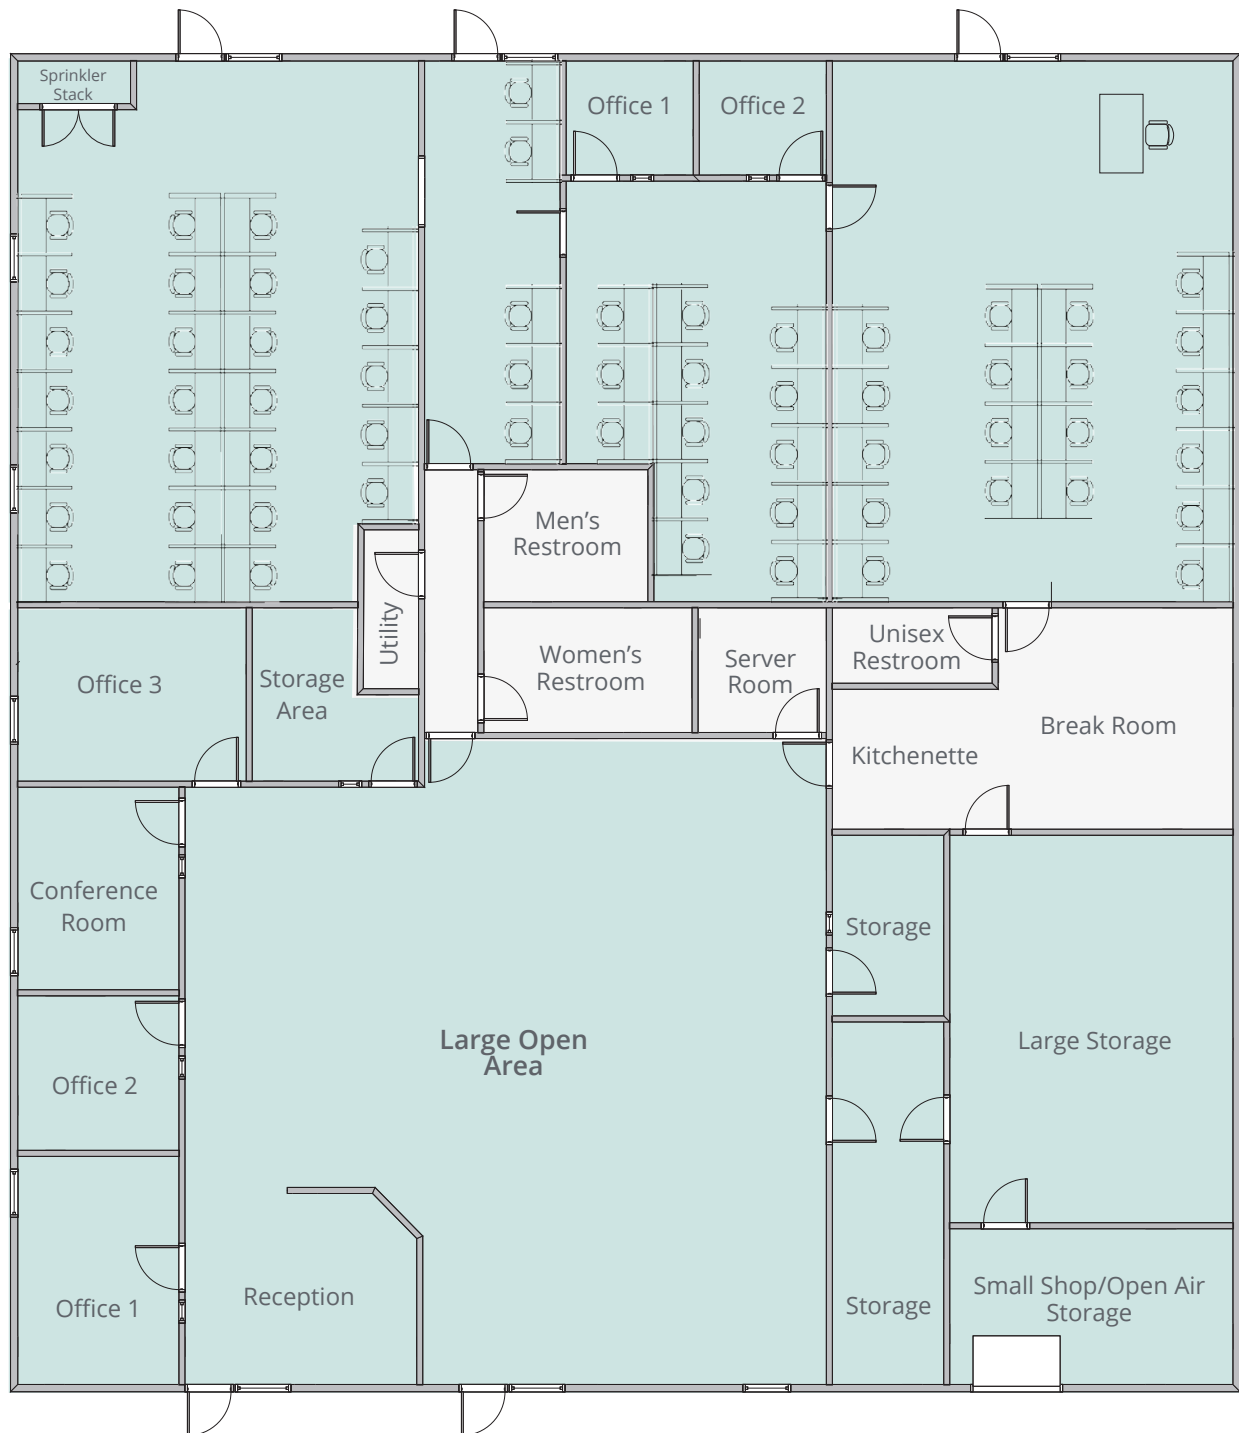 Sprinkler
Stack
Office 1
Office 2
Men's
Restroom
Utility
Office 3
Storage
Area
Women's
Restroom
Server
Room
Unisex
Restroom
Break Room
Kitchenette
Conference
Room
Storage
Large Open
Area
Large Storage
Office 2
Office 1
Reception
Storage
Small Shop/Open Air
Storage